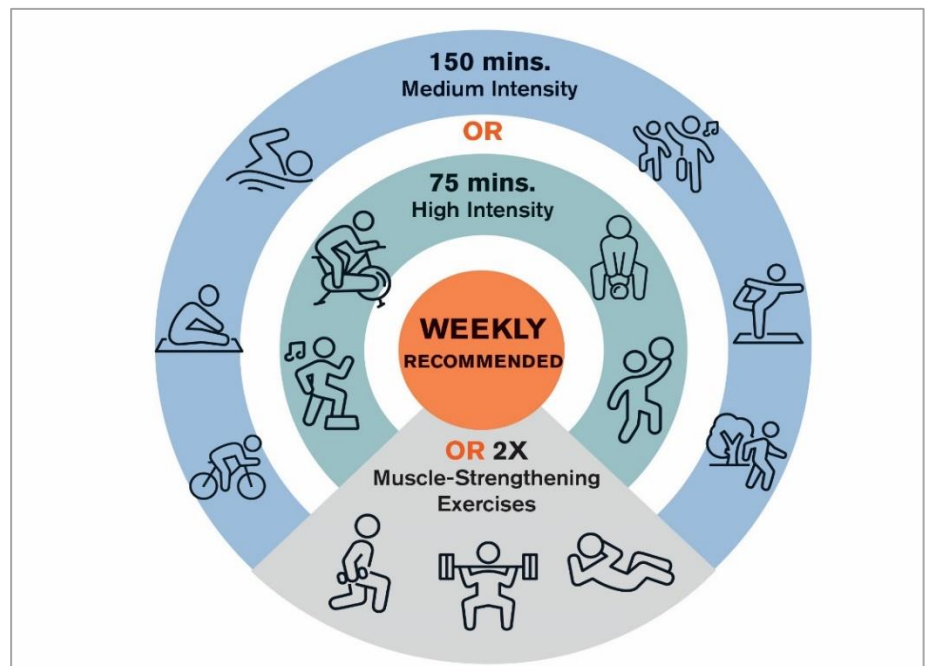 150 mins.
Medium Intensity
OR
75 mins.
High Intensity
WEEKLY
RECOMMENDED
OR 2X
Muscle-Strengthening
Exercises